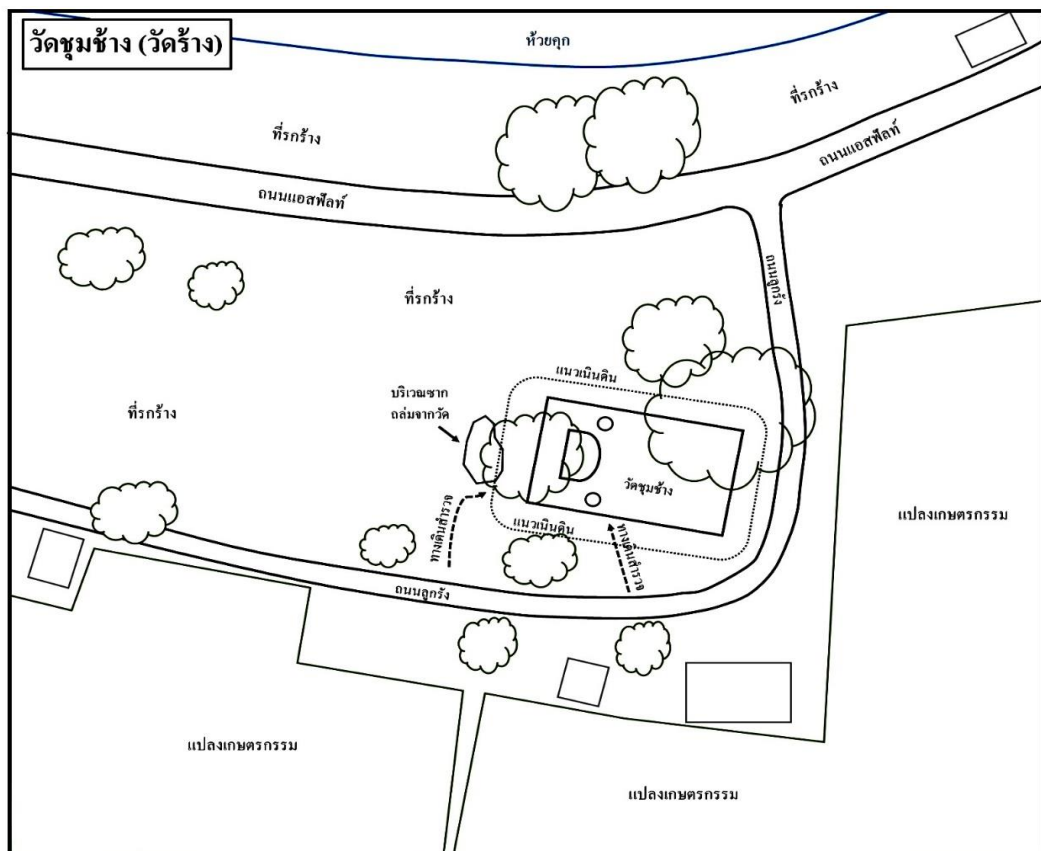 วัดชุมช้าง (วัดร้าง)
ห้วยคุก
ที่รกร้าง
ที่รกร้าง
ถนนแอสฟัลท์
ถนนแอสฟัลท์
ถนนลูกรัง
ที่รกร้าง
แนวเนินดิน
บริเวณซาก
ถล่มจากวัด
ที่รกร้าง
วัดชุมช้าง
แนวเนินดิน
ทางเดินสำรวจ
ทางเดินสำรวจ
แปลงเกษตรกรรม
ถนนลูกรัง
แปลงเกษตรกรรม
แปลงเกษตรกรรม